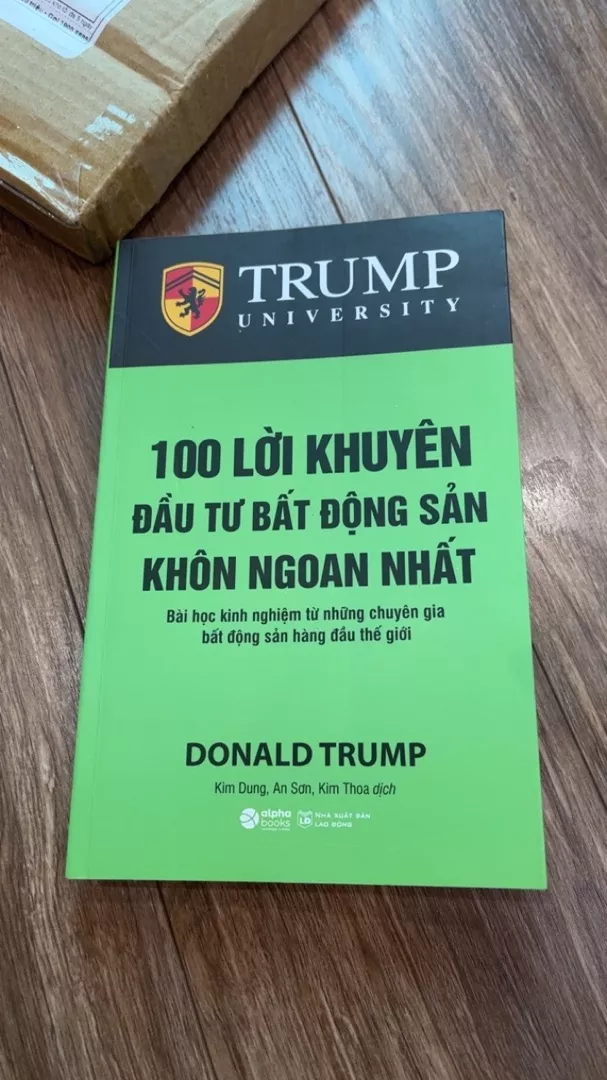 TRUMP
UNIVERSITY
100 LỜI KHUYÊN
ĐẦU TƯ BẤT ĐỘNG SẢN
KHÔN NGOAN NHẤT
Bài học kinh nghiệm từ những chuyên gia
bất động sản hàng đầu thế giới
DONALD TRUMP
Kim Dung, An Sơn, Kim Thoa dịch
alpha
books
LĐ
NHÀ XUẤT BẢN
LAO ĐỘNG